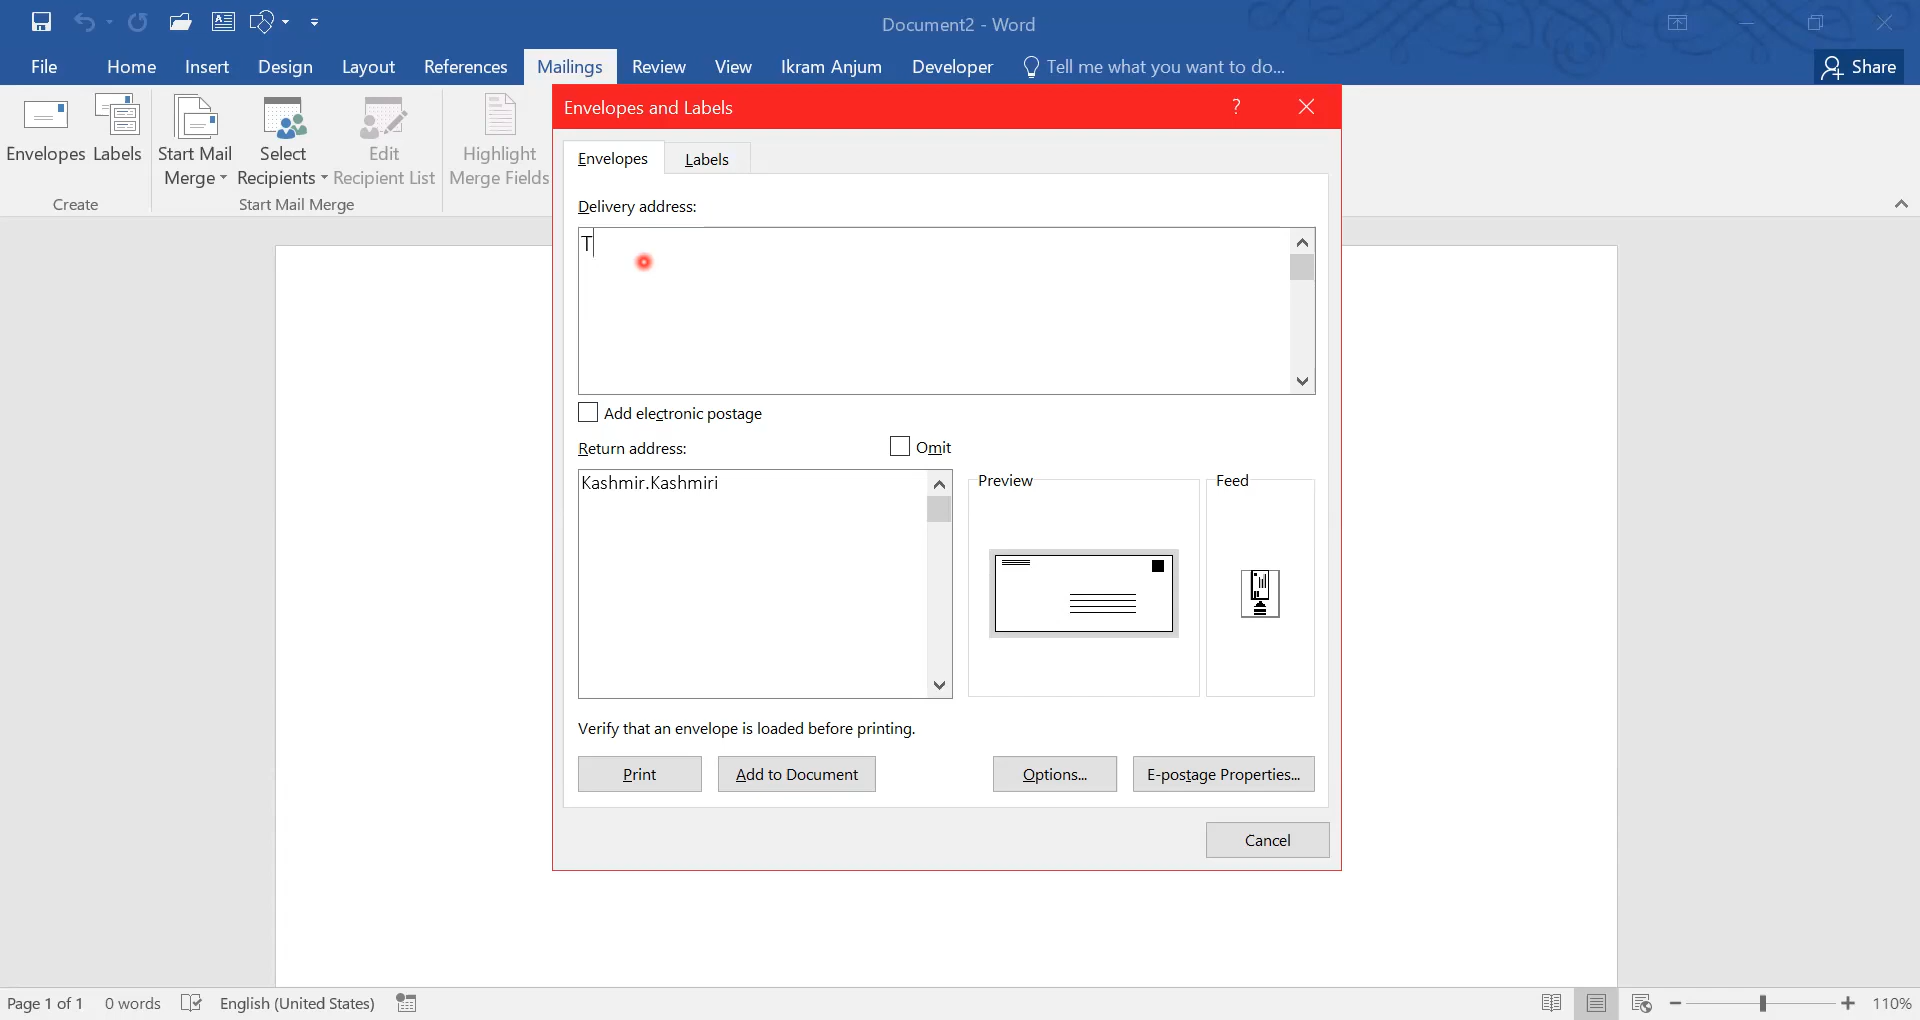 Document2 - Word
File Home Insert Design Layout References Mailings Review View Ikram Anjum Developer Tell me what you want to do... Share
Envelopes Labels Start Mail Merge Select Recipients Edit Recipient List Highlight Merge Fields
Create Start Mail Merge
Envelopes and Labels ?
Envelopes Labels
Delivery address:
T
Add electronic postage
Return address: Omit
Kashmir.Kashmiri
Preview Feed
Verify that an envelope is loaded before printing.
Print Add to Document Options... E-postage Properties...
Cancel
Page 1 of 1 0 words English (United States) 110%